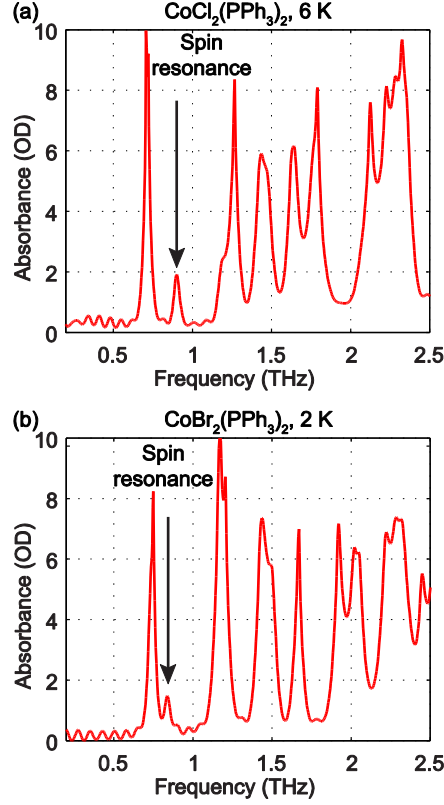 (a) CoCl₂(PPh₃)₂, 6 K
10
8
6
4
2
0
Absorbance (OD)
Spin
resonance
0.5 1 1.5 2 2.5
Frequency (THz)
(b) CoBr₂(PPh₃)₂, 2 K
10
8
6
4
2
0
Absorbance (OD)
Spin
resonance
0.5 1 1.5 2 2.5
Frequency (THz)